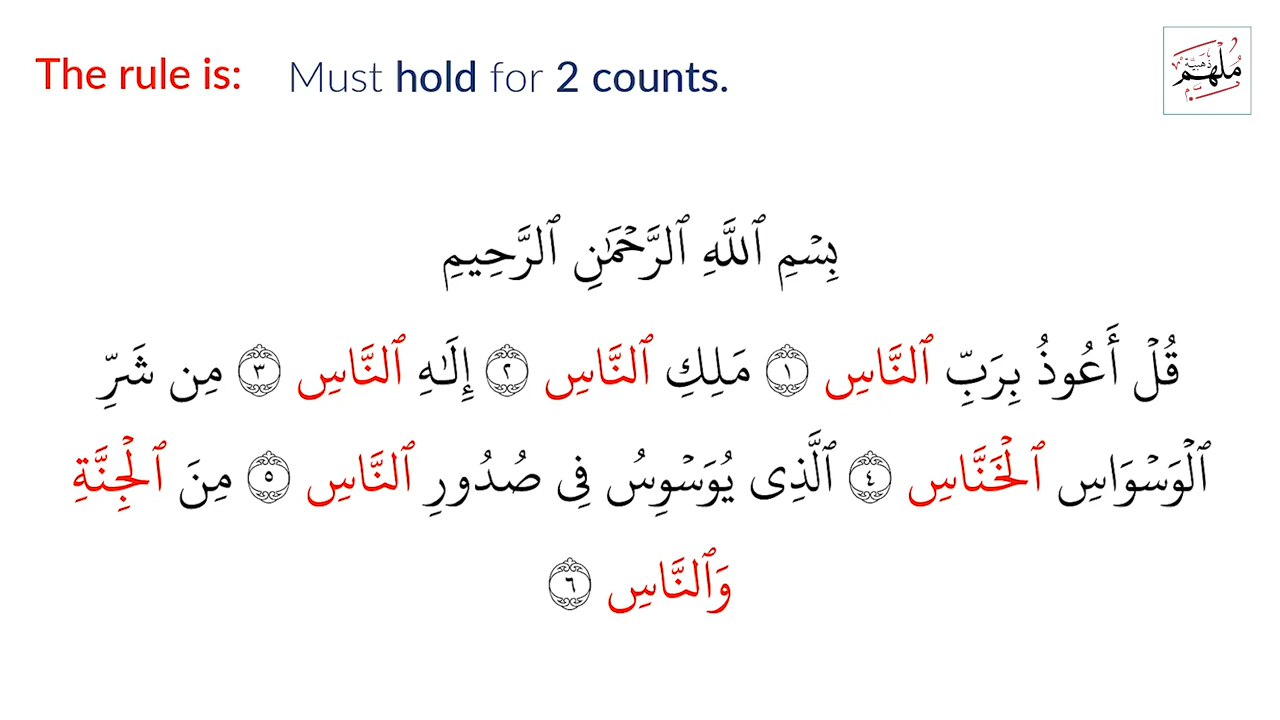 The rule is: Must hold for 2 counts.
مُلْهَم ذهبية
بِسْمِ ٱللَّهِ ٱلرَّحْمَٰنِ ٱلرَّحِيمِ
قُلْ أَعُوذُ بِرَبِّ ٱلنَّاسِ ١ مَلِكِ ٱلنَّاسِ ٢ إِلَٰهِ ٱلنَّاسِ ٣ مِن شَرِّ
ٱلْوَسْوَاسِ ٱلْخَنَّاسِ ٤ ٱلَّذِى يُوَسْوِسُ فِى صُدُورِ ٱلنَّاسِ ٥ مِنَ ٱلْجِنَّةِ
وَٱلنَّاسِ ٦